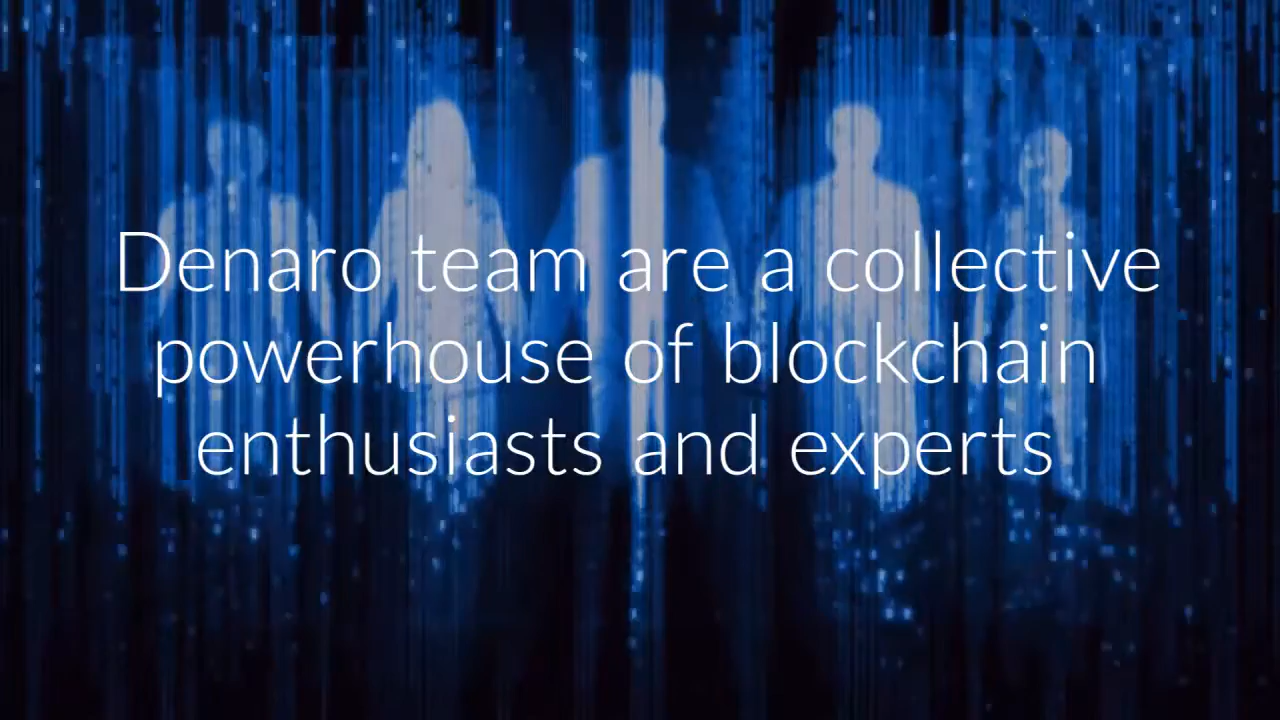 Denaro team are a collective
powerhouse of blockchain
enthusiasts and experts